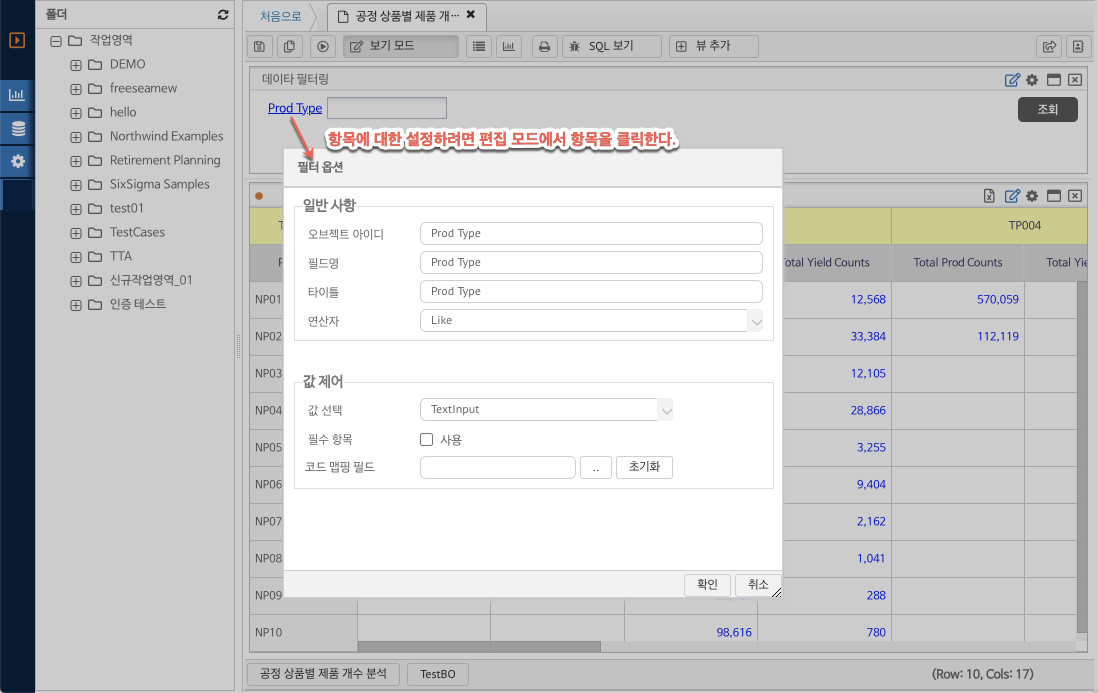 폴더
작업영역
DEMO
freeseamew
hello
Northwind Examples
Retirement Planning
SixSigma Samples
test01
TestCases
TTA
신규작업영역_01
인증 테스트
처음으로
공정 상품별 제품 개···
보기 모드
SQL 보기
뷰 추가
데이타 필터링
Prod Type
조회
항목에 대한 설정하려면 편집 모드에서 항목을 클릭한다.
필터 옵션
일반 사항
오브젝트 아이디 Prod Type
필드명 Prod Type
타이틀 Prod Type
연산자 Like
값 제어
값 선택 TextInput
필수 항목 사용
코드 맵핑 필드 .. 초기화
확인 취소
TP004
Total Yield Counts Total Prod Counts Total Yie
NP01 12,568 570,059
NP02 33,384 112,119
NP03 12,105
NP04 28,866
NP05 3,255
NP06 9,404
NP07 2,162
NP08 1,041
NP09 288
NP10 98,616 780
공정 상품별 제품 개수 분석 TestBO (Row: 10, Cols: 17)